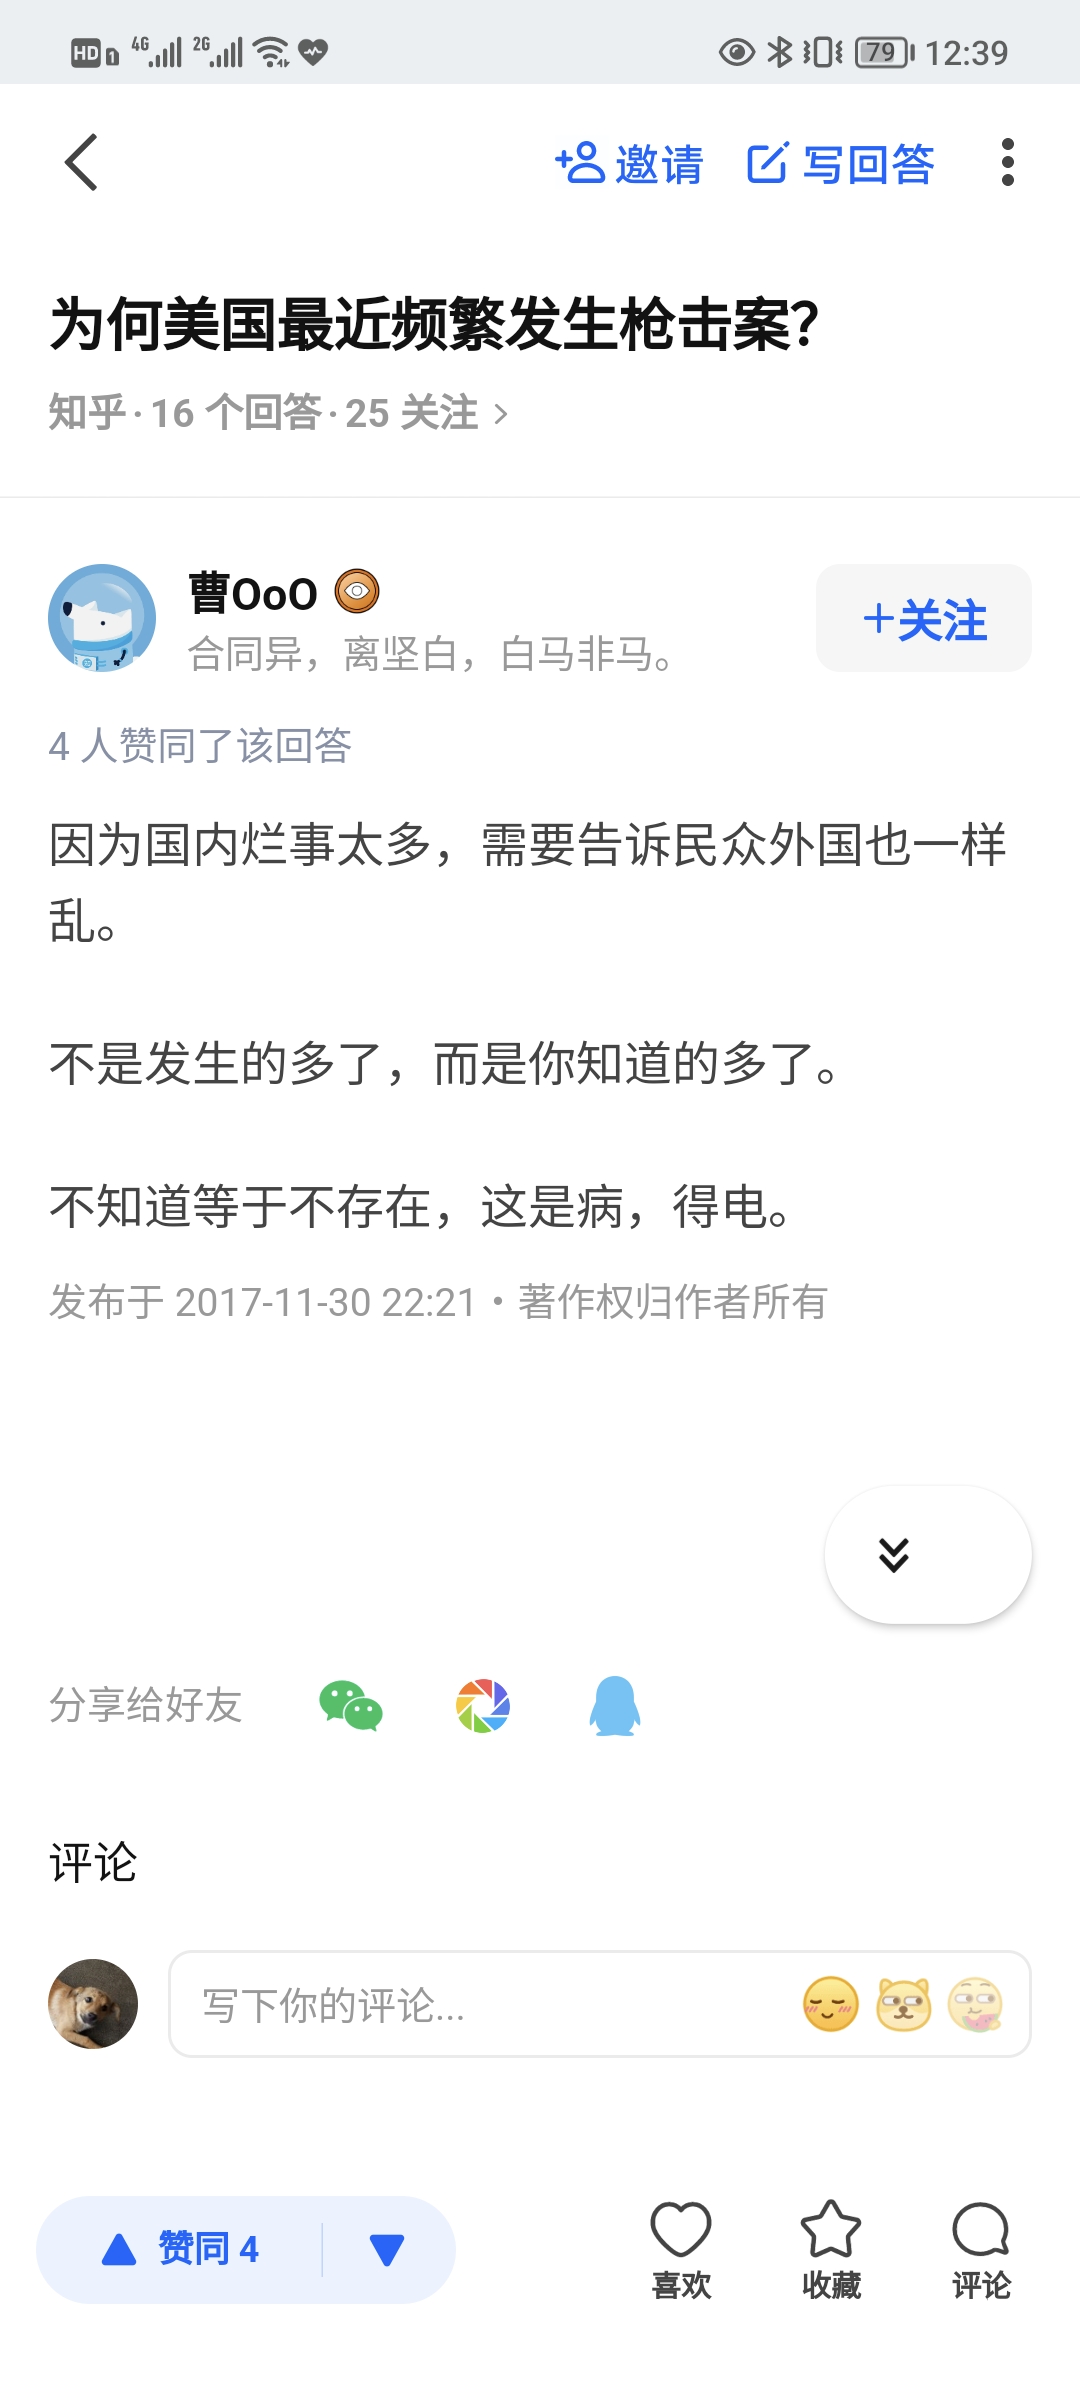 HD 1 4G 2G 79 12:39
邀请 写回答
为何美国最近频繁发生枪击案?
知乎·16 个回答·25 关注
曹OoO
合同异，离坚白，白马非马。
+关注
4 人赞同了该回答
因为国内烂事太多，需要告诉民众外国也一样
乱。
不是发生的多了，而是你知道的多了。
不知道等于不存在，这是病，得电。
发布于 2017-11-30 22:21·著作权归作者所有
分享给好友
评论
写下你的评论...
赞同 4
喜欢 收藏 评论